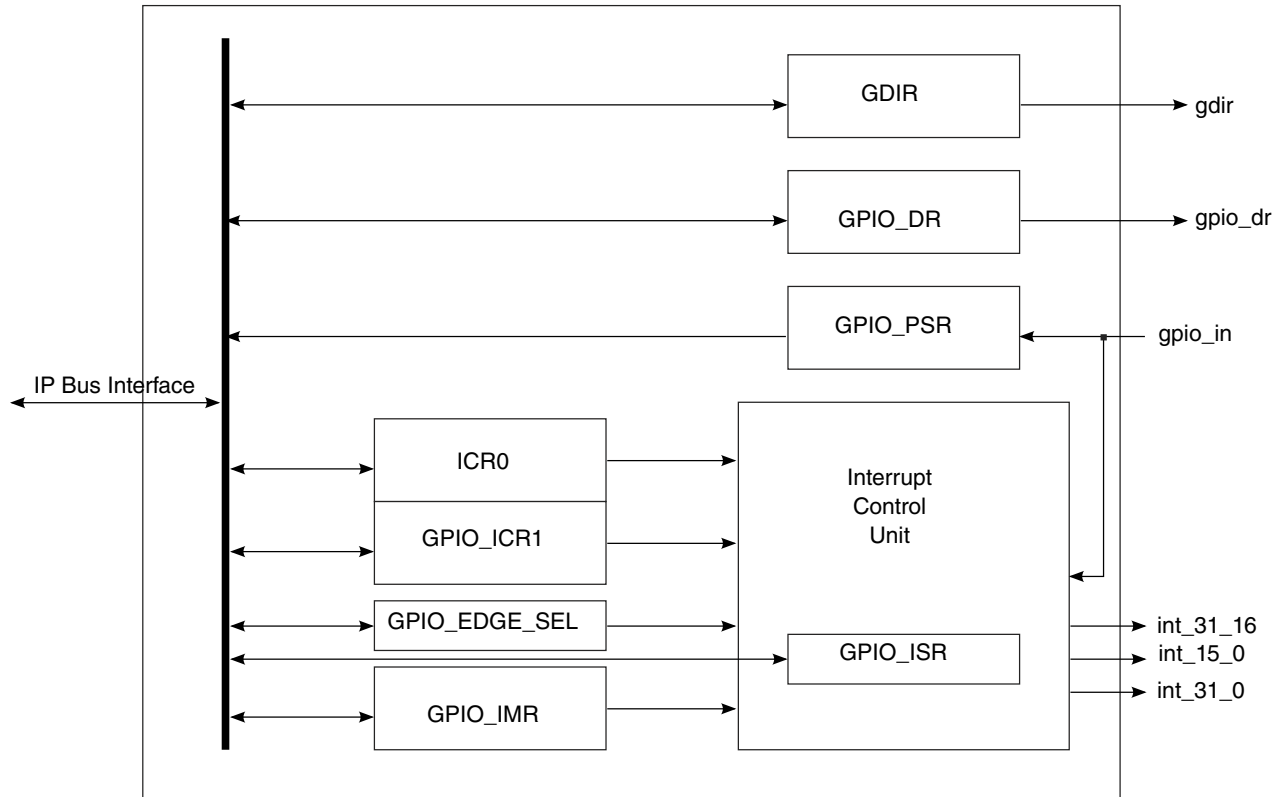 GDIR
gdir
GPIO_DR
gpio_dr
GPIO_PSR
gpio_in
IP Bus Interface
ICR0
Interrupt
Control
Unit
GPIO_ICR1
GPIO_EDGE_SEL
int_31_16
GPIO_ISR
int_15_0
int_31_0
GPIO_IMR